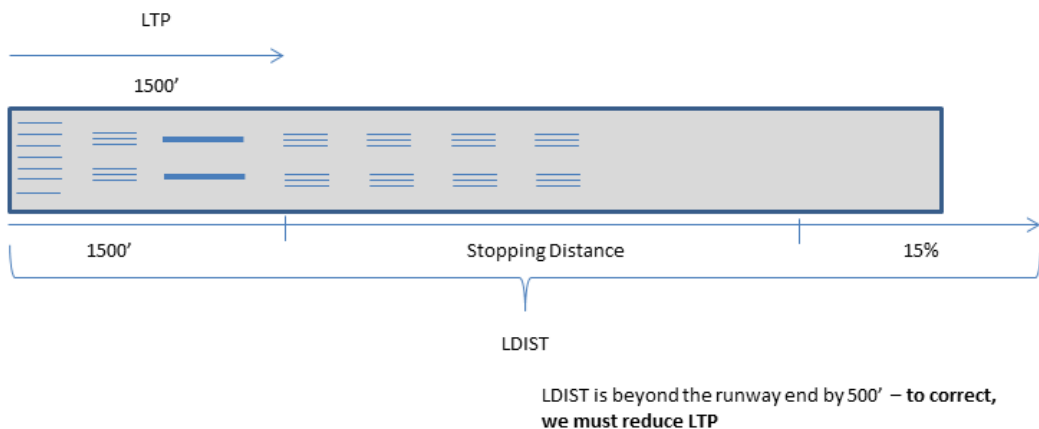 LTP
1500’
1500’
Stopping Distance
15%
LDIST
LDIST is beyond the runway end by 500’ – to correct,
we must reduce LTP